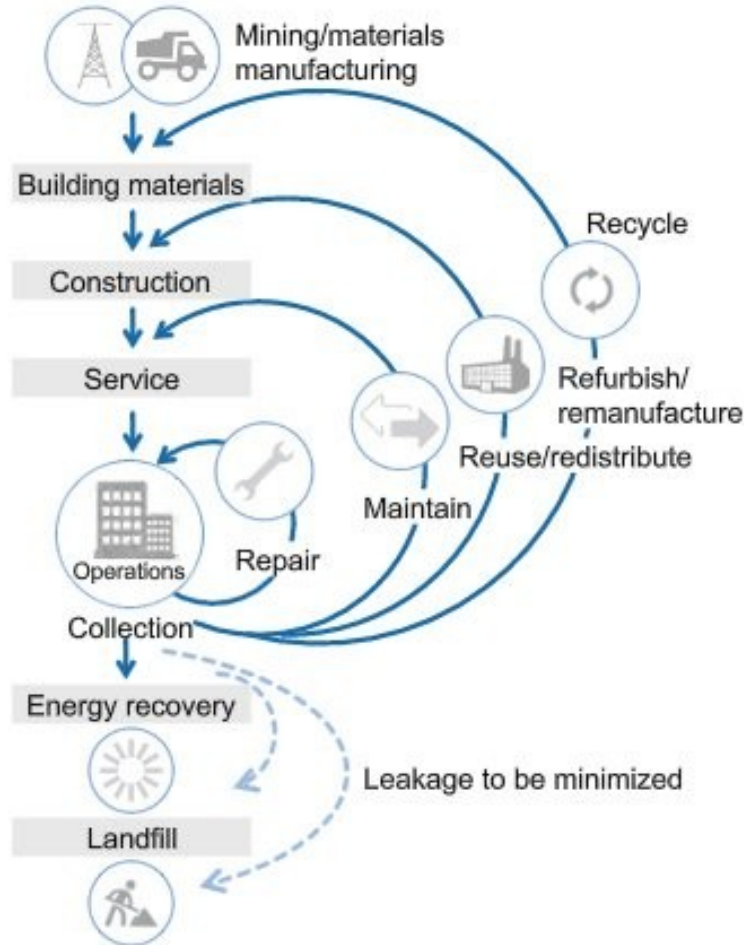 Mining/materials
manufacturing
Building materials
Recycle
Construction
Service
Refurbish/
remanufacture
Reuse/redistribute
Maintain
Repair
Operations
Collection
Energy recovery
Leakage to be minimized
Landfill